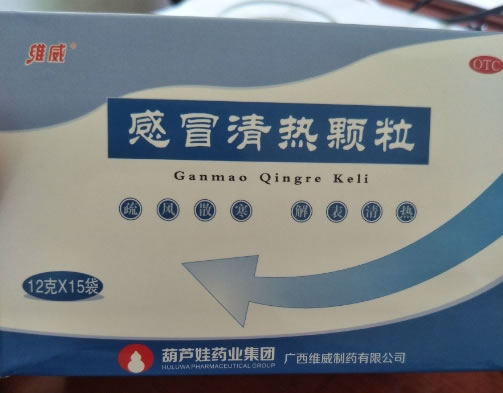 维威
OTC
感冒清热颗粒
Ganmao Qingre Keli
疏风散寒 解表清热
12克X15袋
葫芦娃药业集团
HULUWA PHARMACEUTICAL GROUP
广西维威制药有限公司